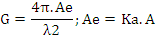 G = 4π.Ae / λ2 ; Ae = Ka. A